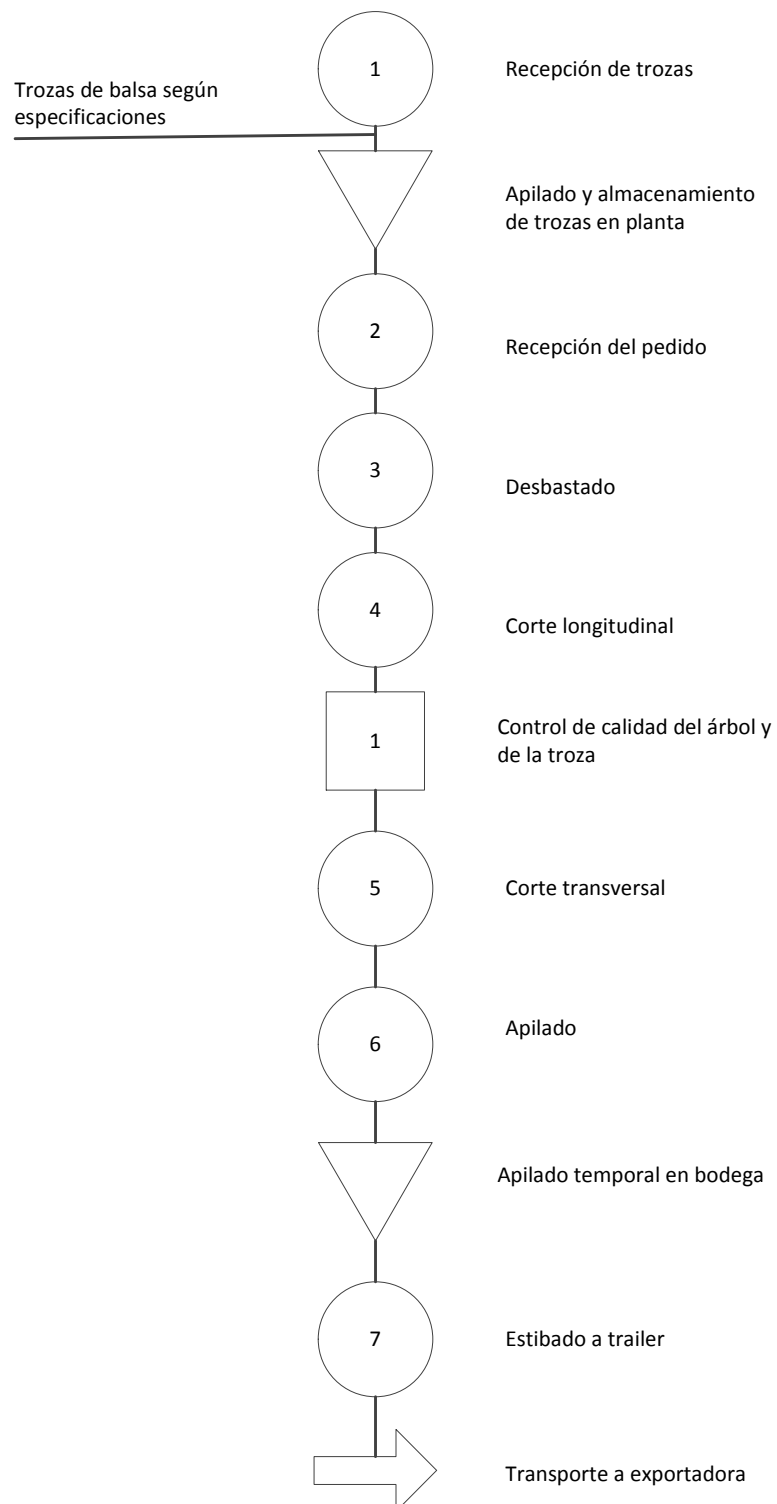 1
Recepción de trozas
Trozas de balsa según
especificaciones
Apilado y almacenamiento
de trozas en planta
2
Recepción del pedido
3
Desbastado
4
Corte longitudinal
1
Control de calidad del árbol y
de la troza
5
Corte transversal
6
Apilado
Apilado temporal en bodega
7
Estibado a trailer
Transporte a exportadora